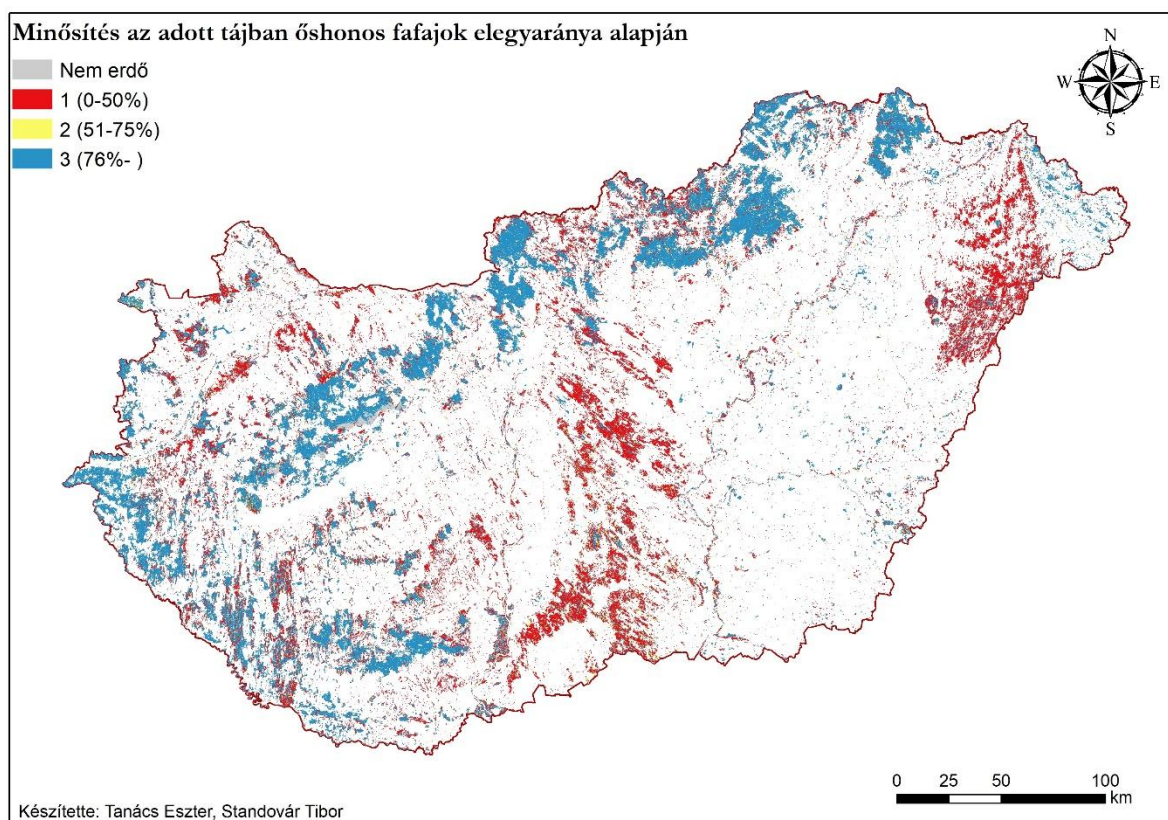 Minősítés az adott tájban őshonos fafajok elegyaránya alapján
Nem erdő
1 (0-50%)
2 (51-75%)
3 (76%- )
N
W E
S
0 25 50 100
km
Készítette: Tanács Eszter, Standovár Tibor